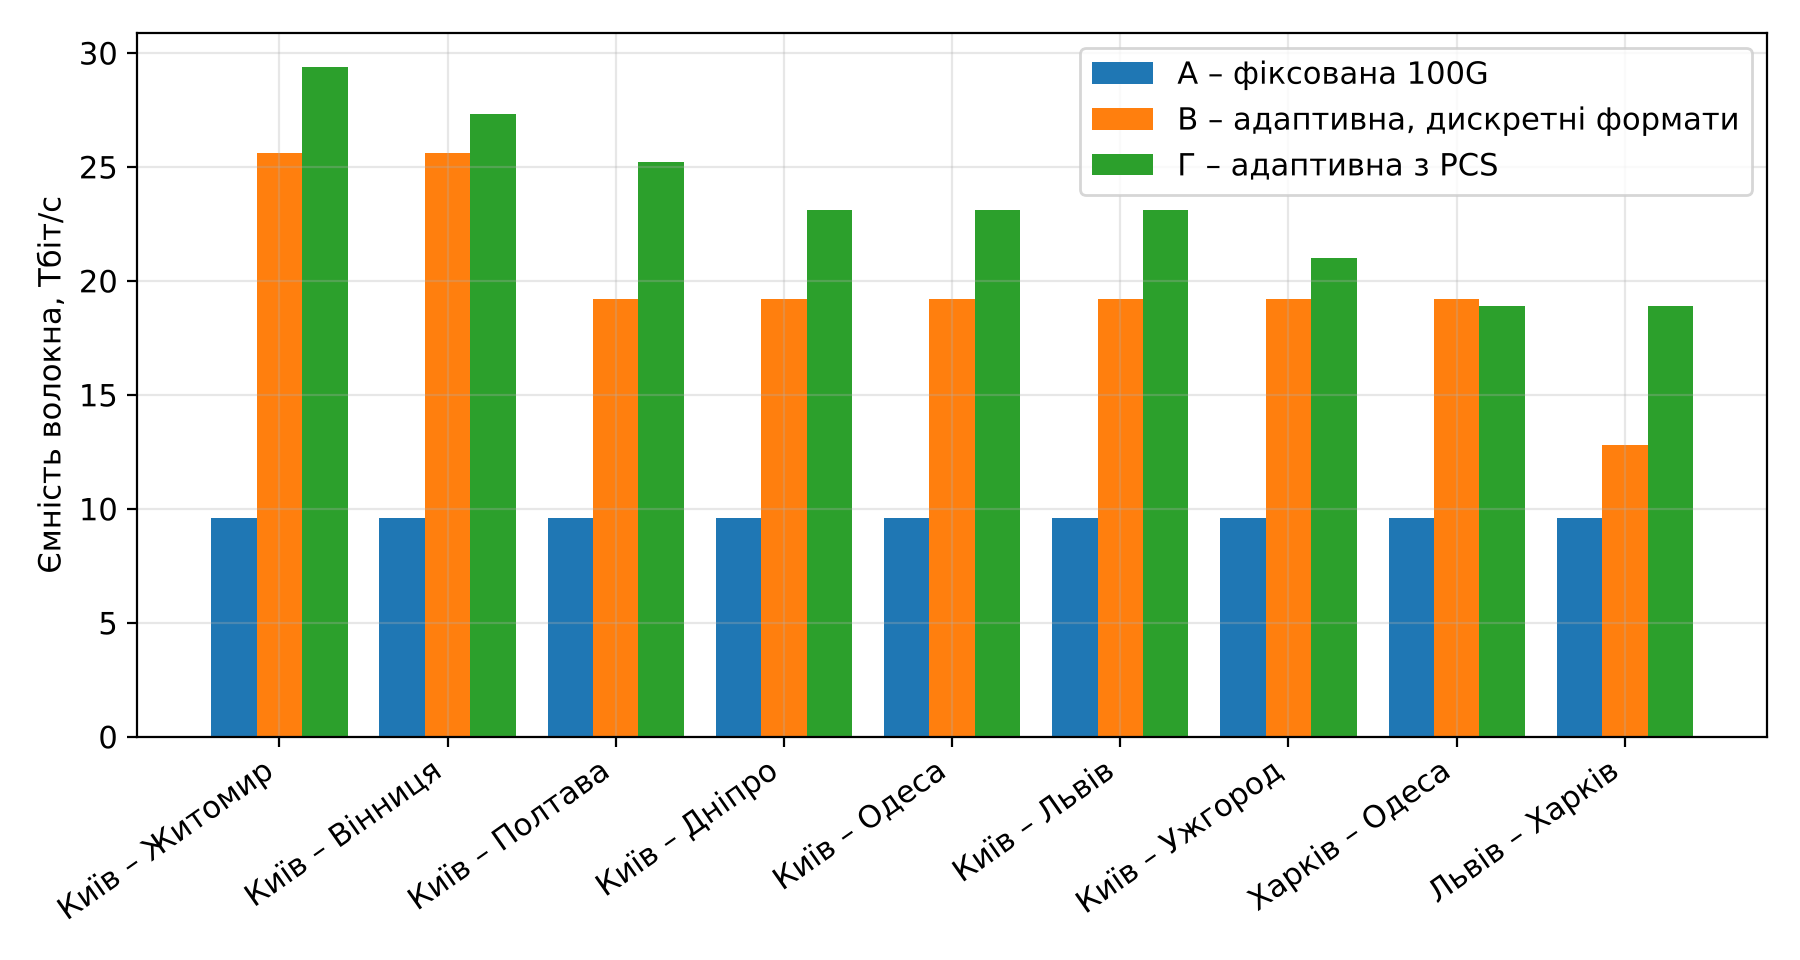 Ємність волокна, Тбіт/с
30
25
20
15
10
5
0
А – фіксована 100G
В – адаптивна, дискретні формати
Г – адаптивна з PCS
Київ – Житомир
Київ – Вінниця
Київ – Полтава
Київ – Дніпро
Київ – Одеса
Київ – Львів
Київ – Ужгород
Харків – Одеса
Львів – Харків